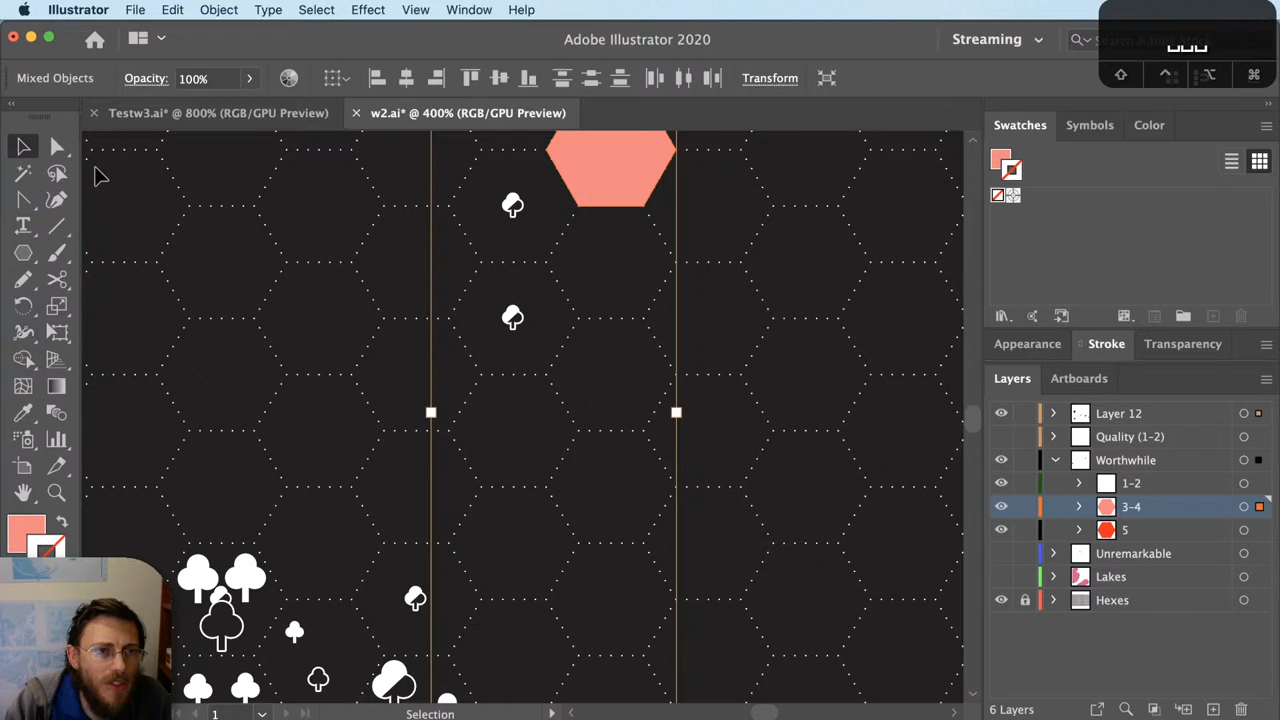 Illustrator File Edit Object Type Select Effect View Window Help
Adobe Illustrator 2020
Streaming
Mixed Objects Opacity: 100% Transform
Testw3.ai* @ 800% (RGB/GPU Preview) w2.ai* @ 400% (RGB/GPU Preview)
Swatches Symbols Color
Appearance Stroke Transparency
Layers Artboards
Layer 12
Quality (1-2)
Worthwhile
1-2
3-4
5
Unremarkable
Lakes
Hexes
1 Selection 6 Layers